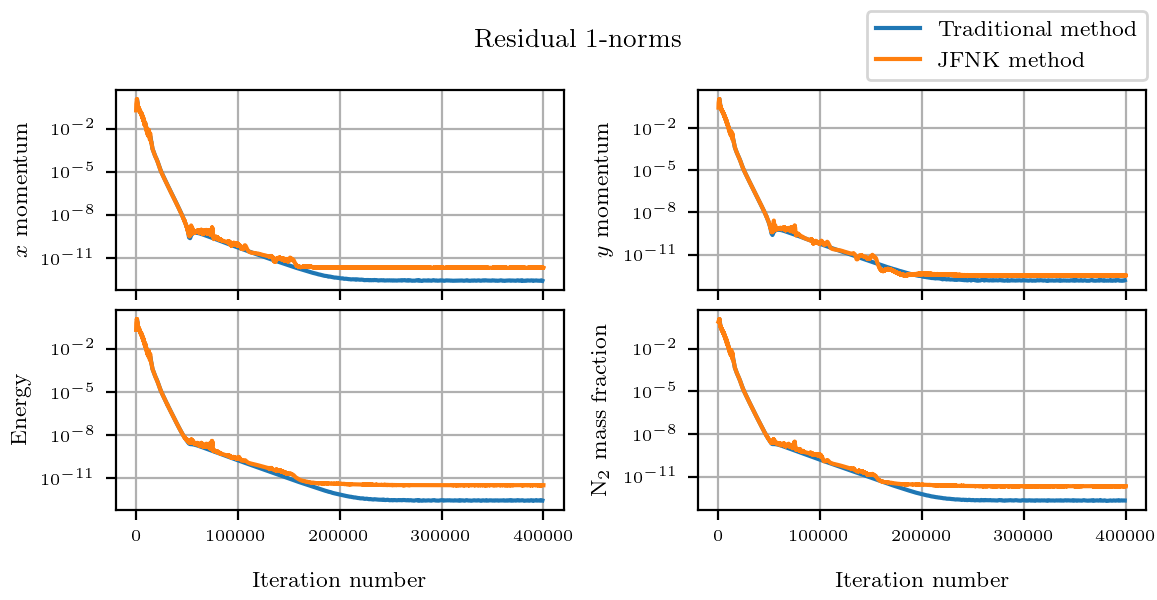 Residual 1-norms
Traditional method
JFNK method
x momentum
10⁻²
10⁻⁵
10⁻⁸
10⁻¹¹
y momentum
10⁻²
10⁻⁵
10⁻⁸
10⁻¹¹
Energy
10⁻²
10⁻⁵
10⁻⁸
10⁻¹¹
0 100000 200000 300000 400000
Iteration number
N₂ mass fraction
10⁻²
10⁻⁵
10⁻⁸
10⁻¹¹
0 100000 200000 300000 400000
Iteration number